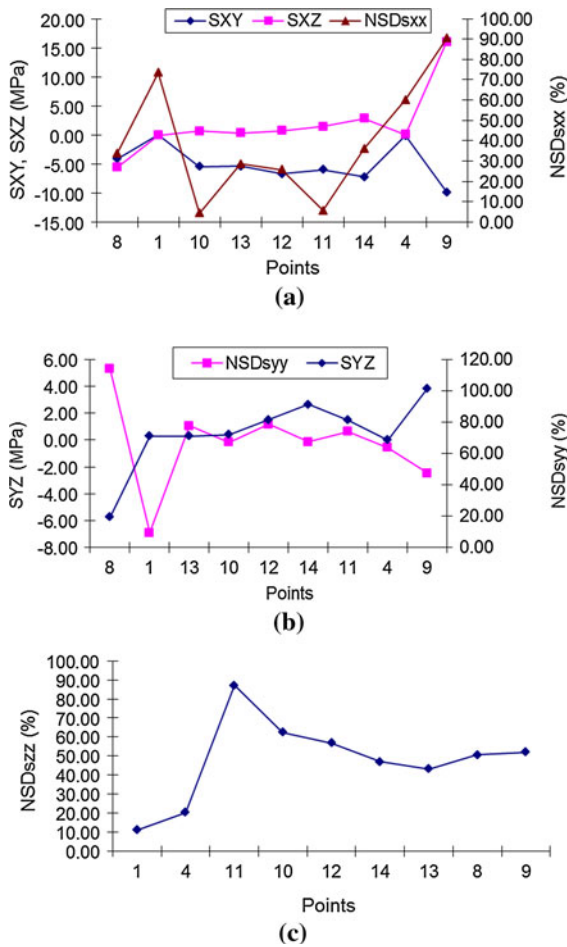 SXY SXZ NSDsxx
20.00 100.00
15.00 90.00
10.00 80.00
5.00 70.00
0.00 60.00
-5.00 50.00
-10.00 40.00
-15.00 30.00
20.00
10.00
0.00
SXY, SXZ (MPa)
NSDsxx (%)
8 1 10 13 12 11 14 4 9
Points
(a)
NSDsyy SYZ
6.00 120.00
4.00 100.00
2.00 80.00
0.00 60.00
-2.00 40.00
-4.00 20.00
-6.00 0.00
-8.00
SYZ (MPa)
NSDsyy (%)
8 1 13 10 12 14 11 4 9
Points
(b)
100.00
90.00
80.00
70.00
60.00
50.00
40.00
30.00
20.00
10.00
0.00
NSDszz (%)
1 4 11 10 12 14 13 8 9
Points
(c)